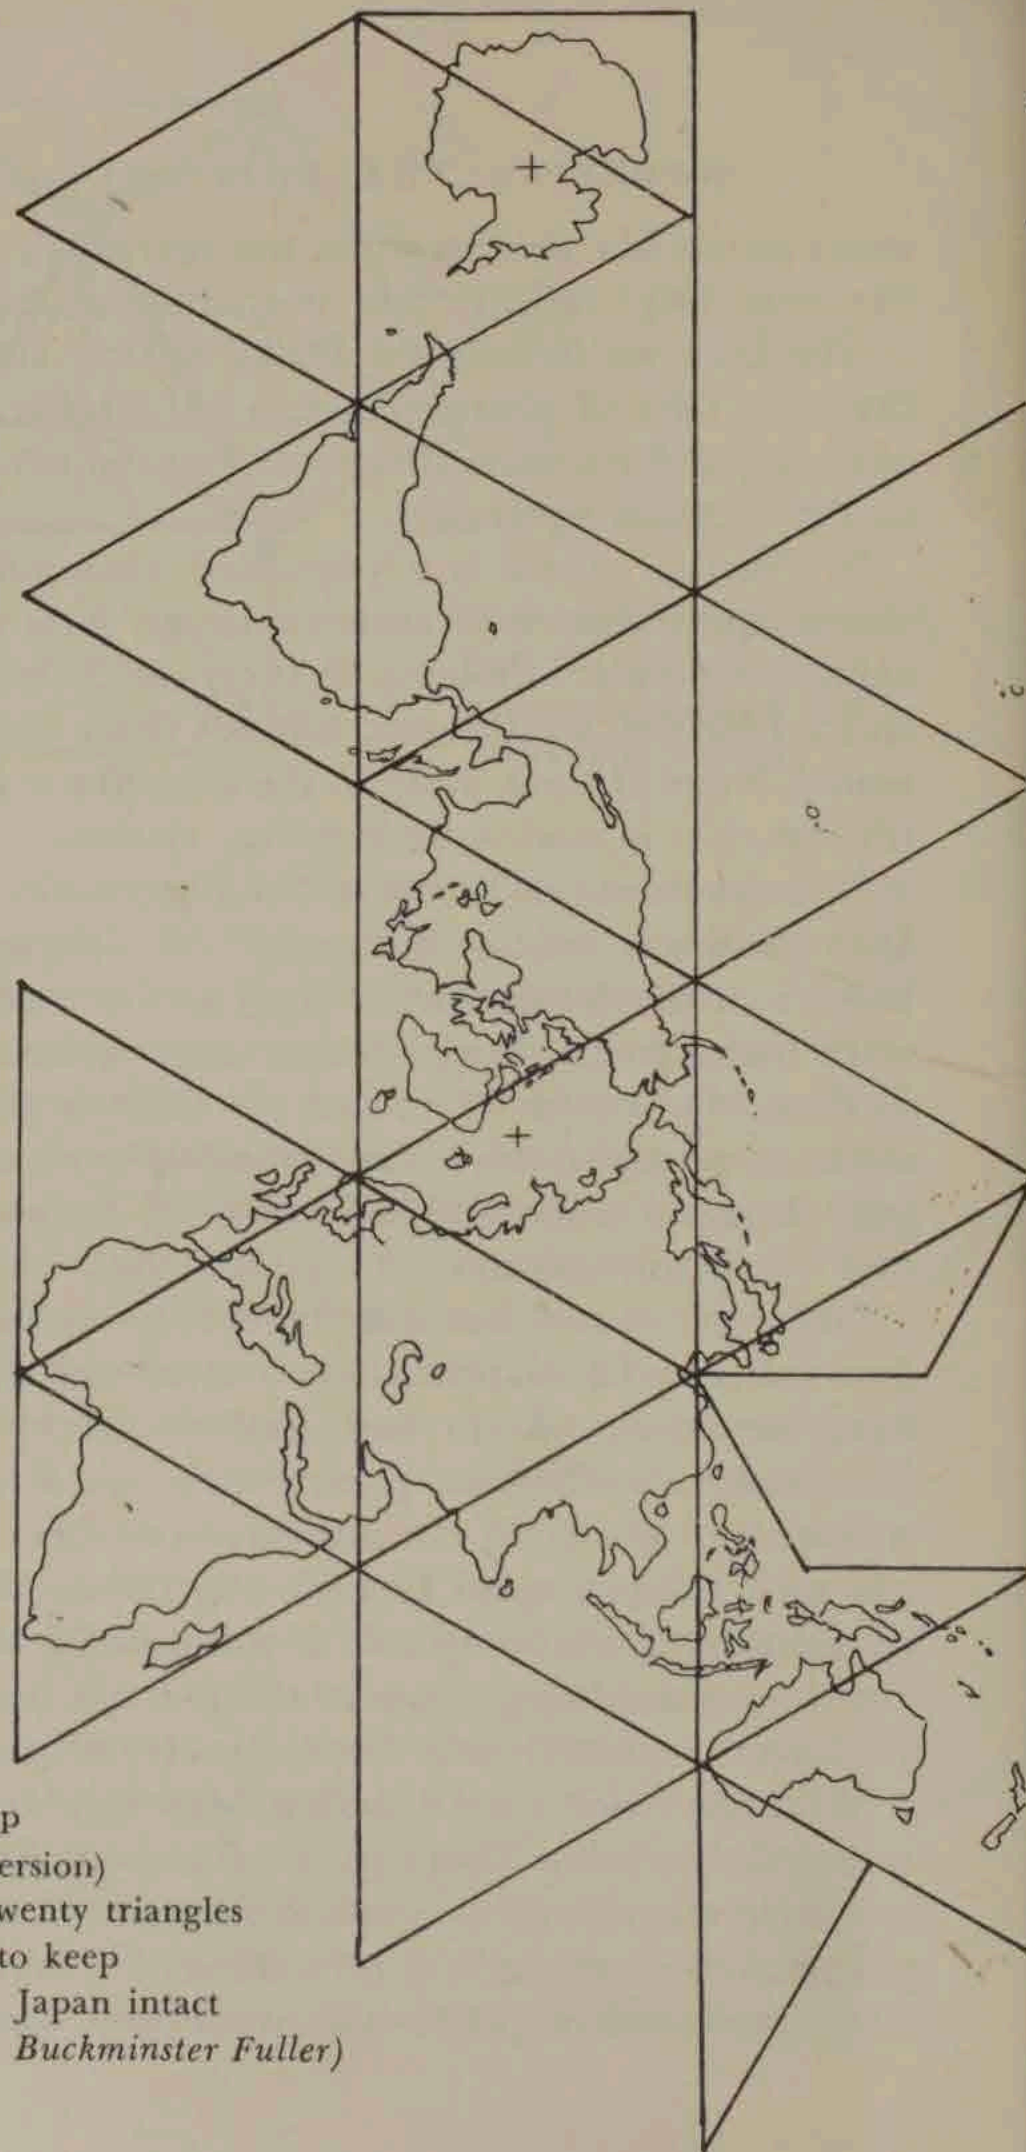 p
ersion)
wenty triangles
to keep
Japan intact
Buckminster Fuller)